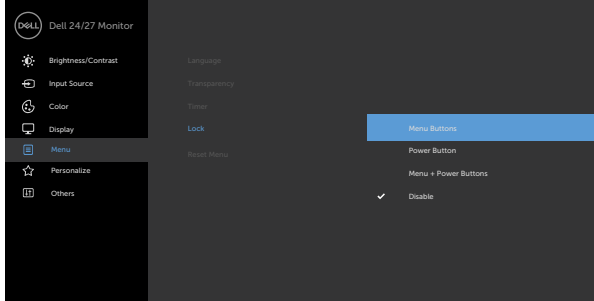 DELL
Dell 24/27 Monitor
Brightness/Contrast
Input Source
Color
Display
Menu
Personalize
Others
Language
Transparency
Timer
Lock
Reset Menu
Menu Buttons
Power Button
Menu + Power Buttons
Disable